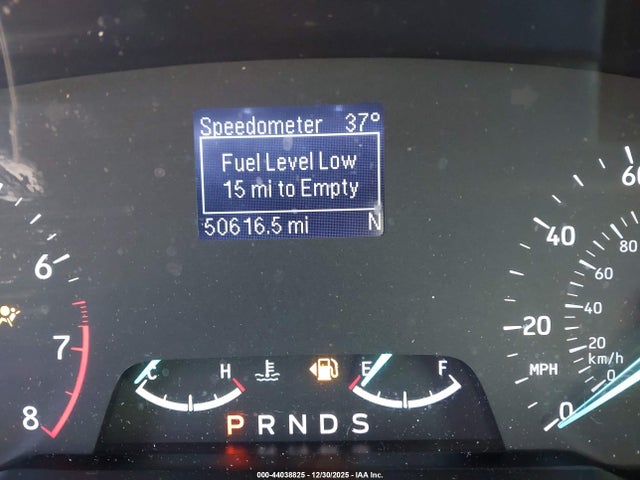 Speedometer 37°
Fuel Level Low
15 mi to Empty
50616.5 mi N
6
7
8
60
40
20
0
MPH
80
60
40
20
0
km/h
C H
E F
P R N D S
000-44038825 - 12/30/2025 - IAA Inc.